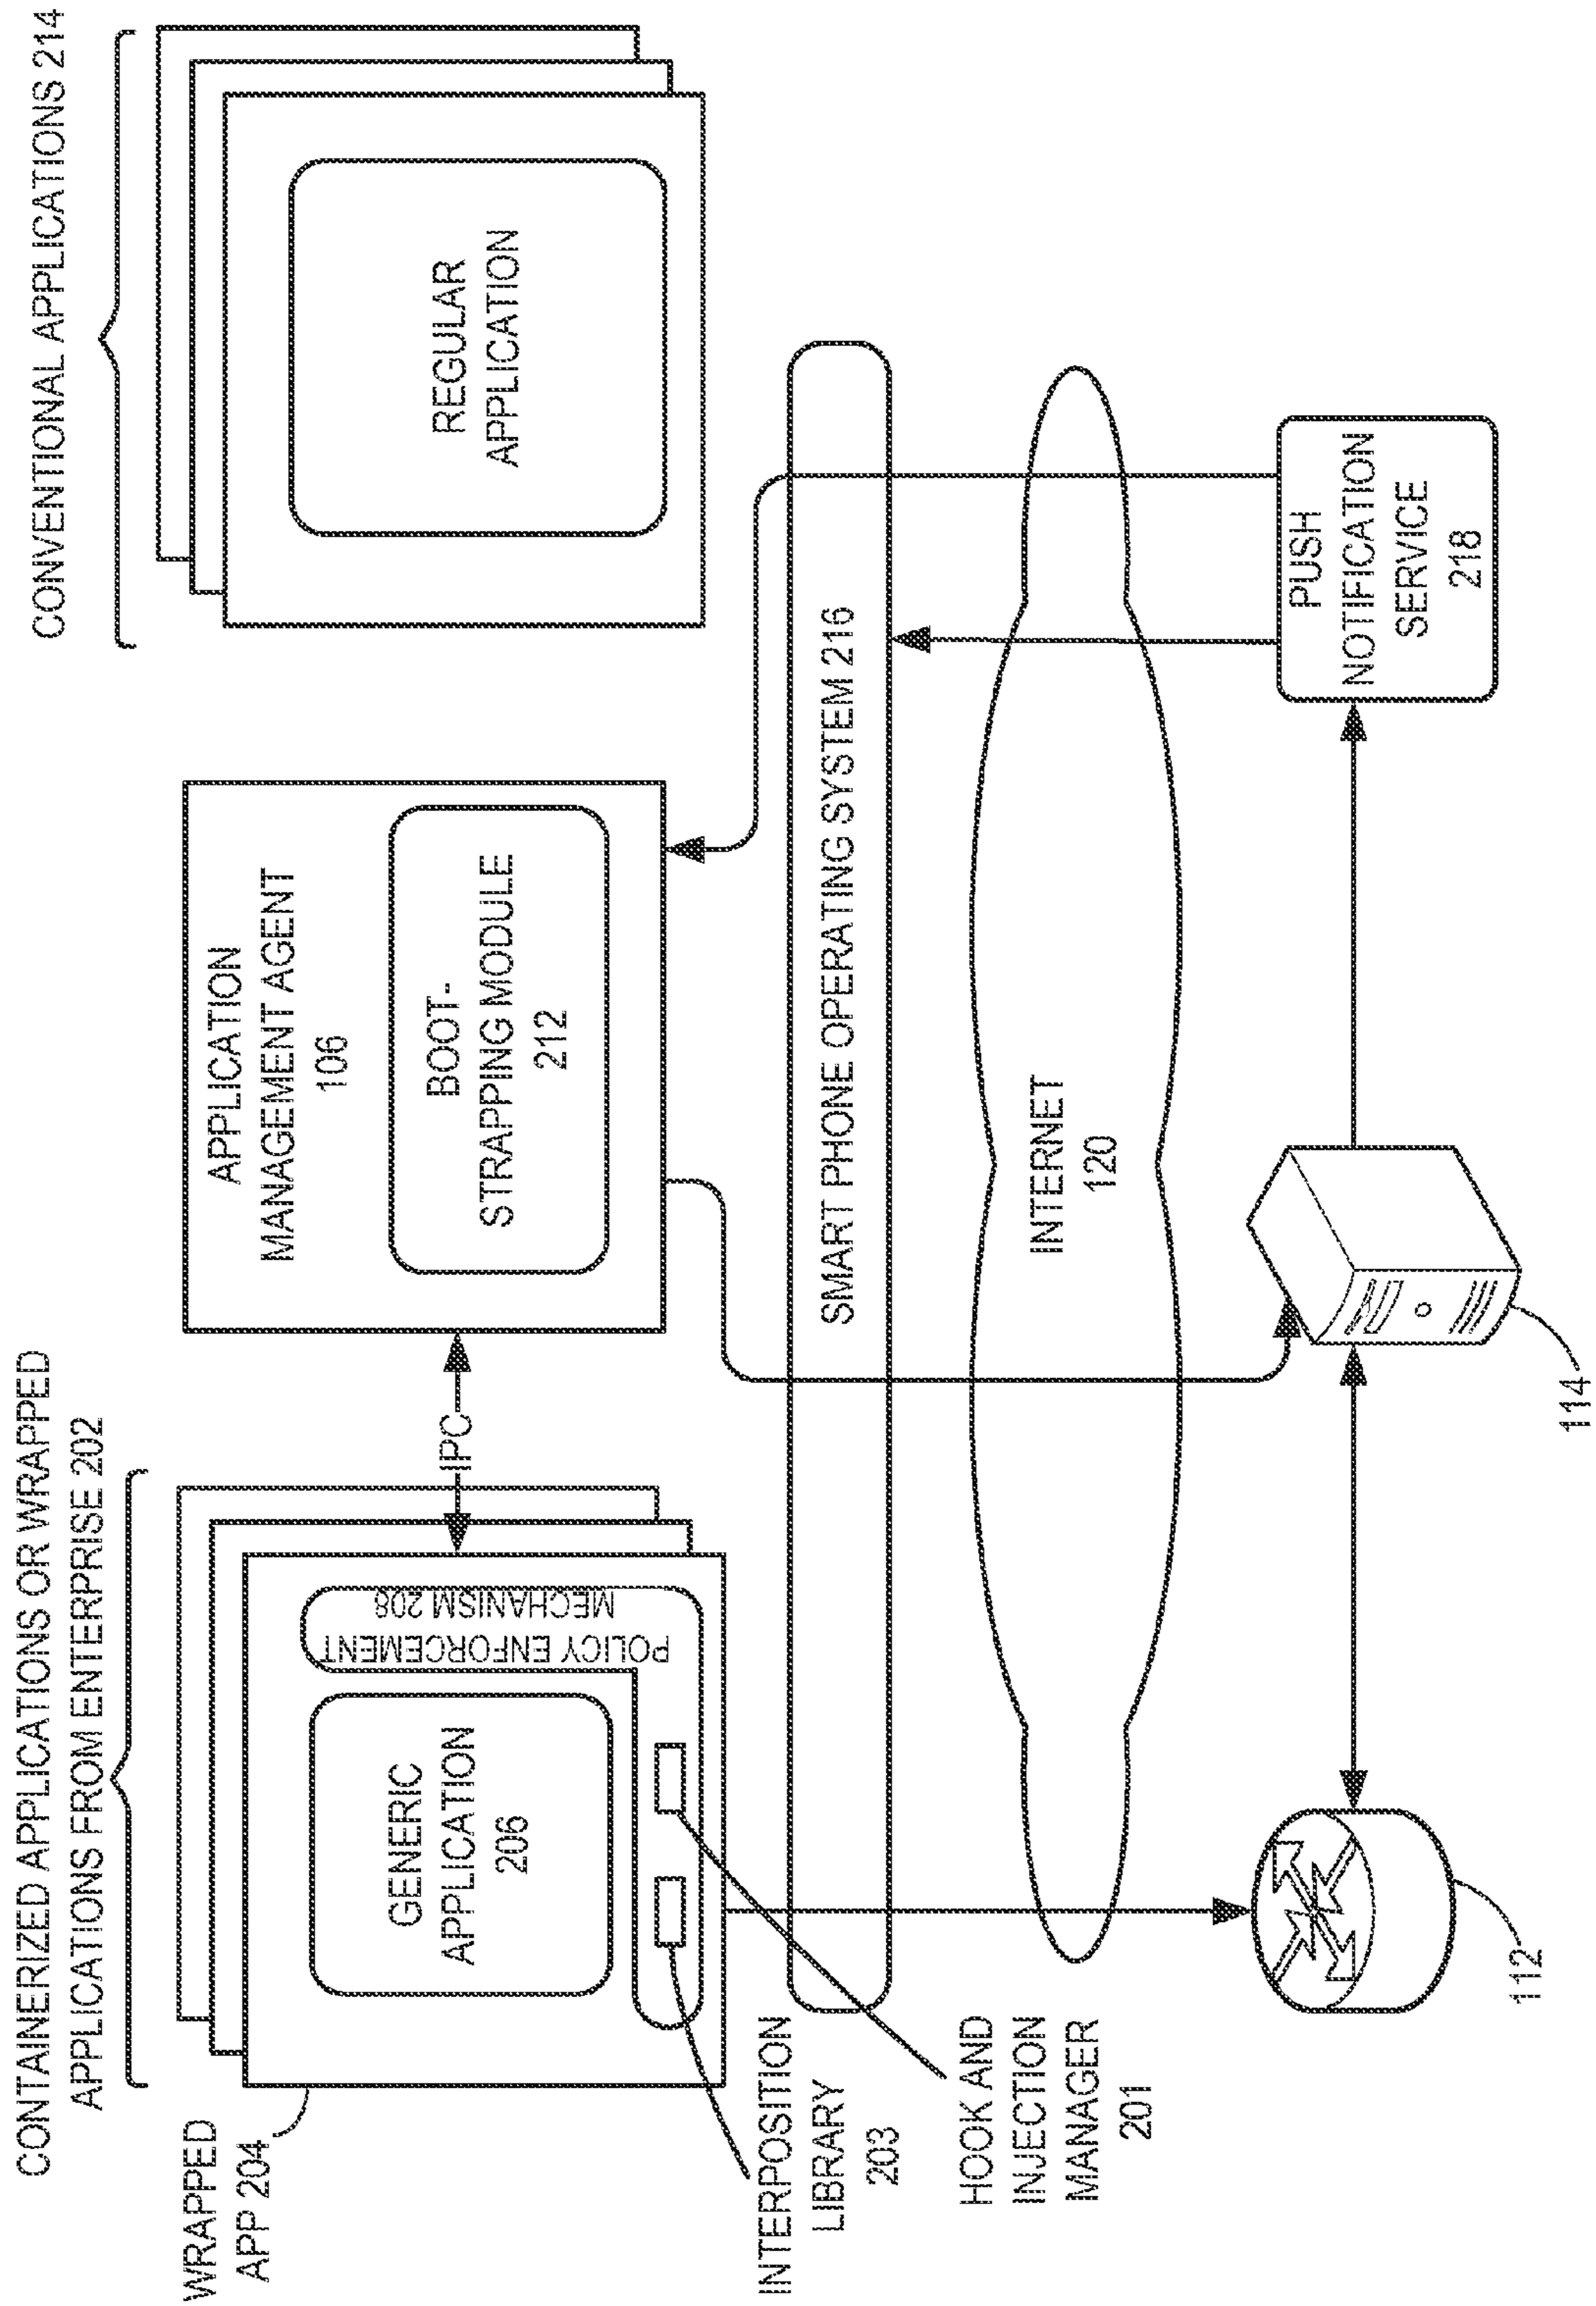 CONTAINERIZED APPLICATIONS OR WRAPPED
APPLICATIONS FROM ENTERPRISE 202
CONVENTIONAL APPLICATIONS 214
WRAPPED
APP 204
GENERIC
APPLICATION
206
POLICY ENFORCEMENT
MECHANISM 208
IPC
APPLICATION
MANAGEMENT AGENT
106
BOOT-
STRAPPING MODULE
212
REGULAR
APPLICATION
INTERPOSITION
LIBRARY
203
HOOK AND
INJECTION
MANAGER
201
SMART PHONE OPERATING SYSTEM 216
INTERNET
120
PUSH
NOTIFICATION
SERVICE
218
112
114